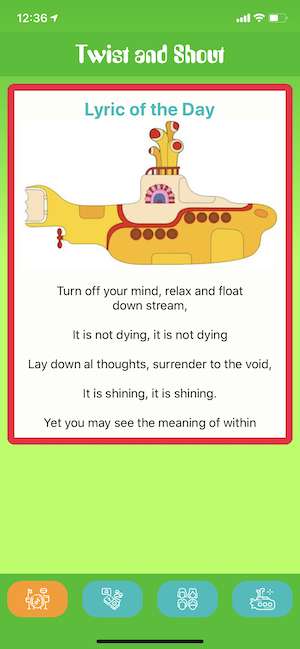 12:36
Twist and Shout
Lyric of the Day
Turn off your mind, relax and float
down stream,
It is not dying, it is not dying
Lay down al thoughts, surrender to the void,
It is shining, it is shining.
Yet you may see the meaning of within